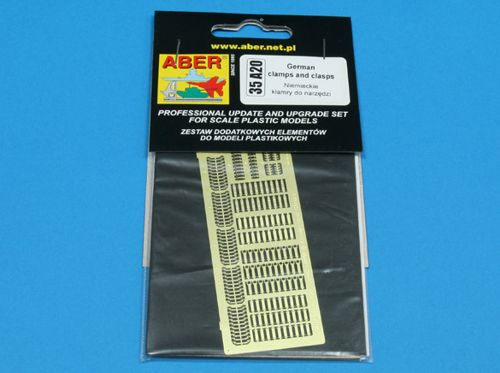 www.aber.net.pl
ABER
SINCE 1995
35 A20
German
clamps and clasps
Niemieckie
klamry do narzędzi
PROFESSIONAL UPDATE AND UPGRADE SET
FOR SCALE PLASTIC MODELS
ZESTAW DODATKOWYCH ELEMENTÓW
DO MODELI PLASTIKOWYCH